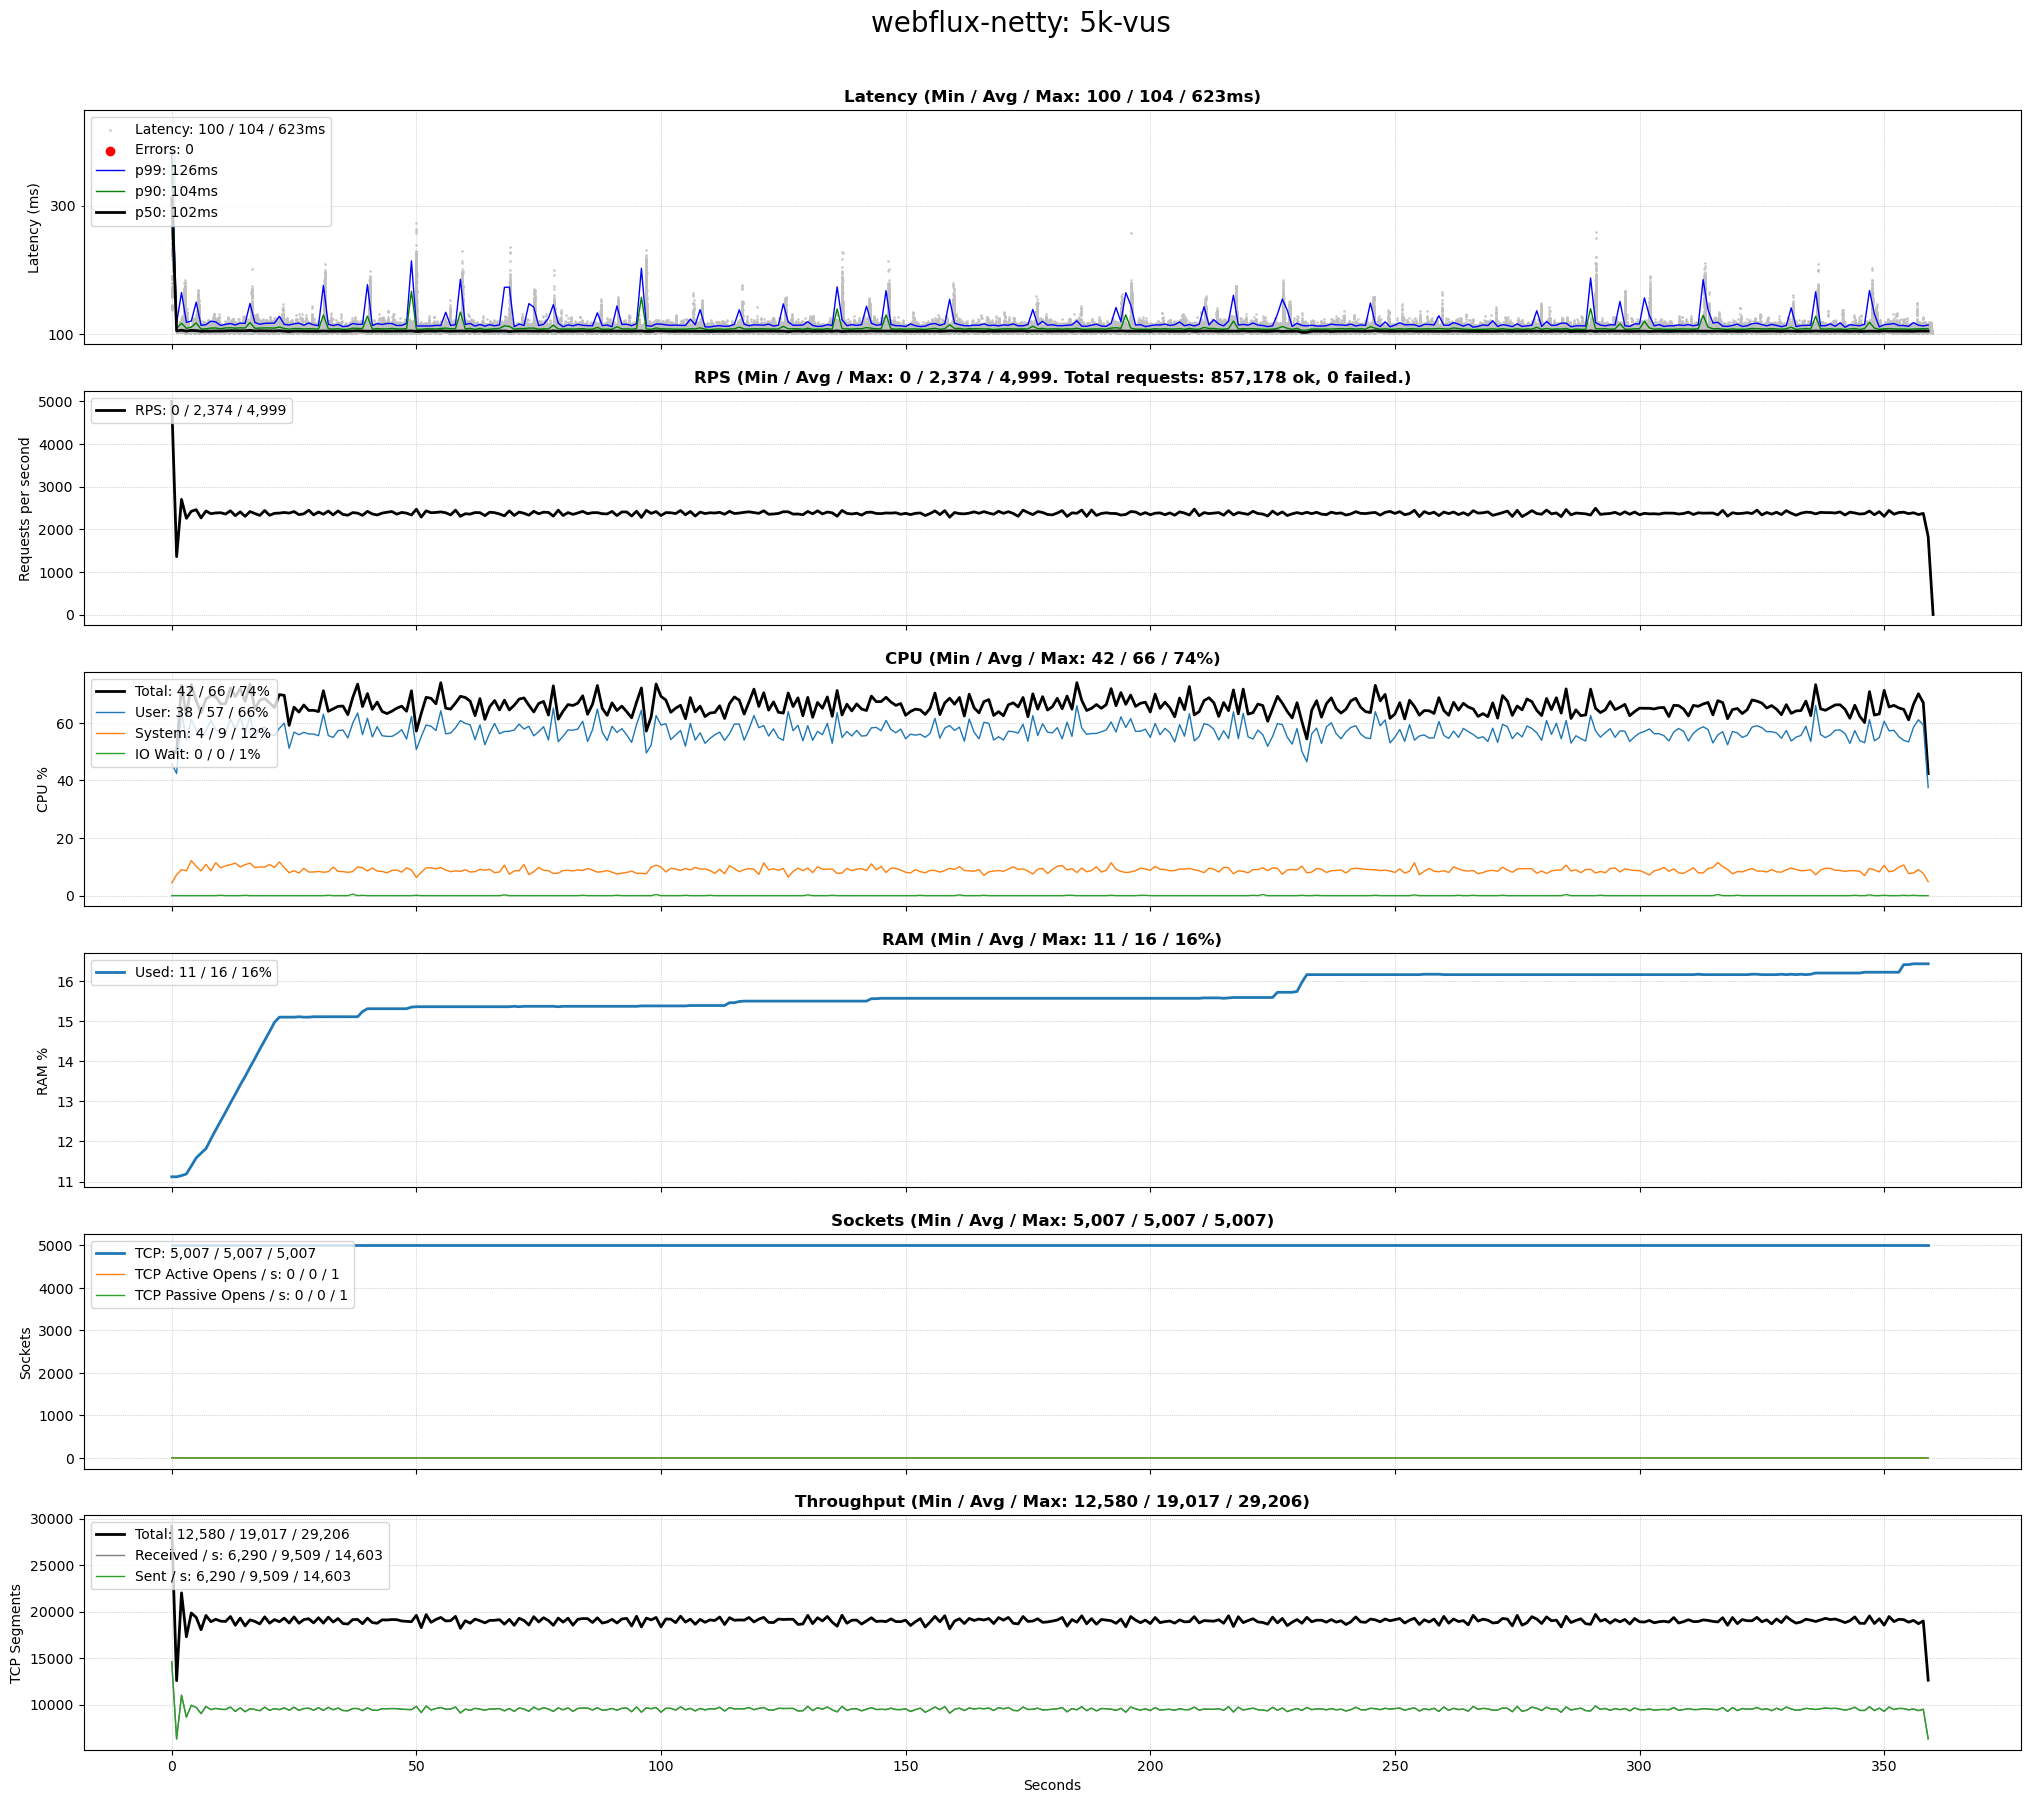 webflux-netty: 5k-vus
Latency (Min / Avg / Max: 100 / 104 / 623ms)
Latency: 100 / 104 / 623ms
Errors: 0
p99: 126ms
p90: 104ms
p50: 102ms
Latency (ms)
300
100
RPS (Min / Avg / Max: 0 / 2,374 / 4,999. Total requests: 857,178 ok, 0 failed.)
RPS: 0 / 2,374 / 4,999
Requests per second
5000
4000
3000
2000
1000
0
CPU (Min / Avg / Max: 42 / 66 / 74%)
Total: 42 / 66 / 74%
User: 38 / 57 / 66%
System: 4 / 9 / 12%
IO Wait: 0 / 0 / 1%
CPU %
60
40
20
0
RAM (Min / Avg / Max: 11 / 16 / 16%)
Used: 11 / 16 / 16%
RAM %
16
15
14
13
12
11
Sockets (Min / Avg / Max: 5,007 / 5,007 / 5,007)
TCP: 5,007 / 5,007 / 5,007
TCP Active Opens / s: 0 / 0 / 1
TCP Passive Opens / s: 0 / 0 / 1
Sockets
5000
4000
3000
2000
1000
0
Throughput (Min / Avg / Max: 12,580 / 19,017 / 29,206)
Total: 12,580 / 19,017 / 29,206
Received / s: 6,290 / 9,509 / 14,603
Sent / s: 6,290 / 9,509 / 14,603
TCP Segments
30000
25000
20000
15000
10000
0 50 100 150 200 250 300 350
Seconds